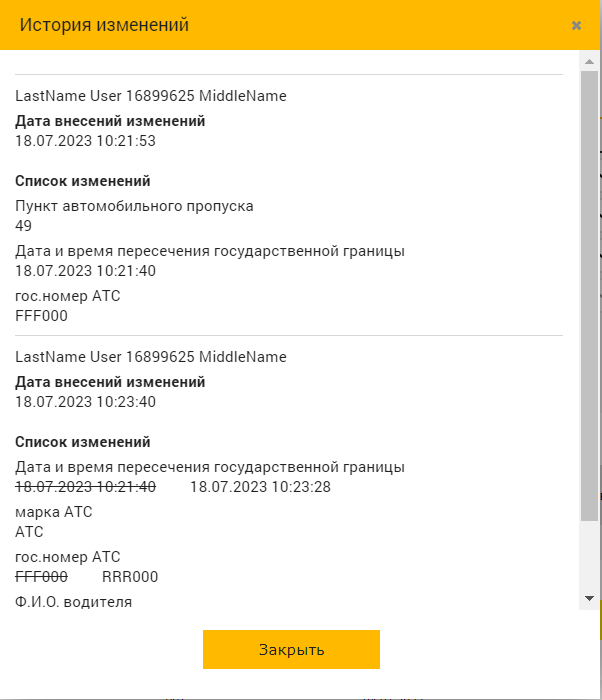 История изменений
LastName User 16899625 MiddleName
Дата внесений изменений
18.07.2023 10:21:53
Список изменений
Пункт автомобильного пропуска
49
Дата и время пересечения государственной границы
18.07.2023 10:21:40
гос.номер АТС
FFF000
LastName User 16899625 MiddleName
Дата внесений изменений
18.07.2023 10:23:40
Список изменений
Дата и время пересечения государственной границы
18.07.2023 10:21:40 18.07.2023 10:23:28
марка АТС
АТС
гос.номер АТС
FFF000 RRR000
Ф.И.О. водителя
Закрыть